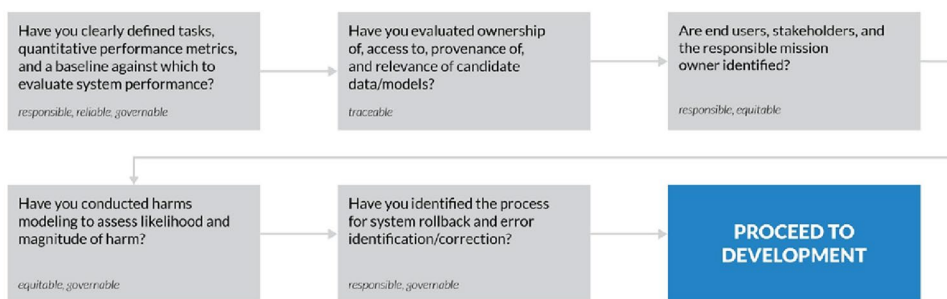 Have you clearly defined tasks,
quantitative performance metrics,
and a baseline against which to
evaluate system performance?
responsible, reliable, governable
Have you evaluated ownership
of, access to, provenance of,
and relevance of candidate
data/models?
traceable
Are end users, stakeholders, and
the responsible mission
owner identified?
responsible, equitable
Have you conducted harms
modeling to assess likelihood and
magnitude of harm?
equitable, governable
Have you identified the process
for system rollback and error
identification/correction?
responsible, governable
PROCEED TO
DEVELOPMENT